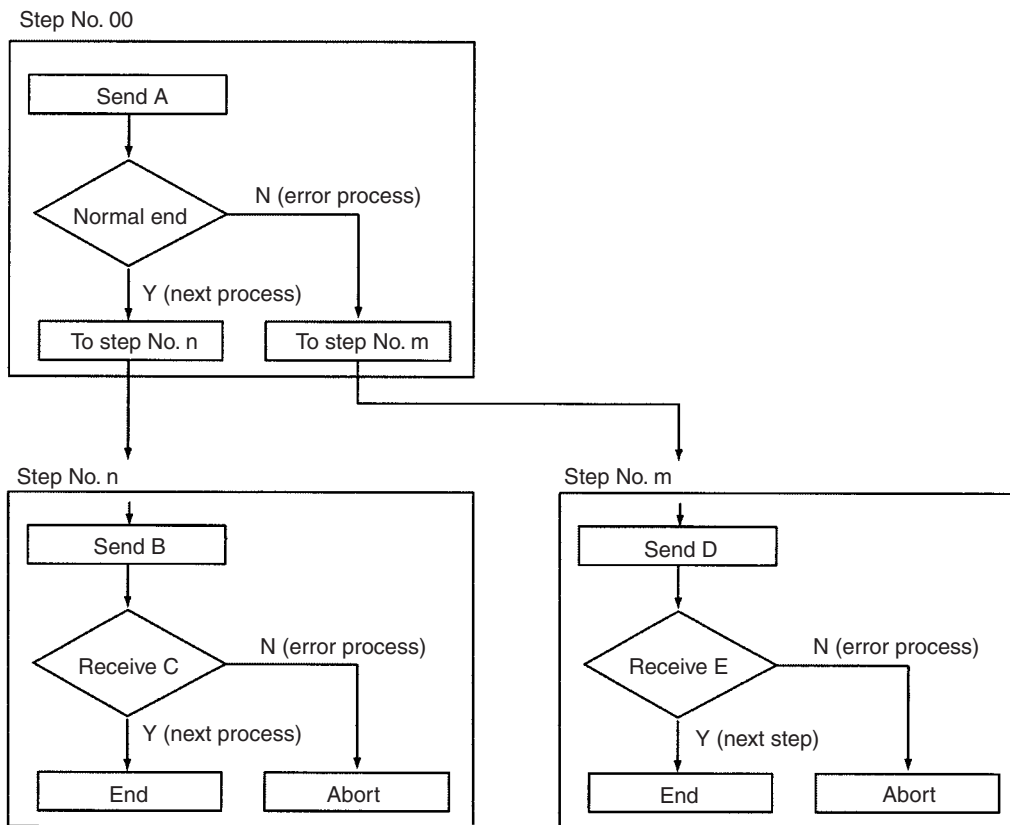 Step No. 00
Send A
Normal end
N (error process)
Y (next process)
To step No. n
To step No. m
Step No. n
Send B
Receive C
N (error process)
Y (next process)
End
Abort
Step No. m
Send D
Receive E
N (error process)
Y (next step)
End
Abort